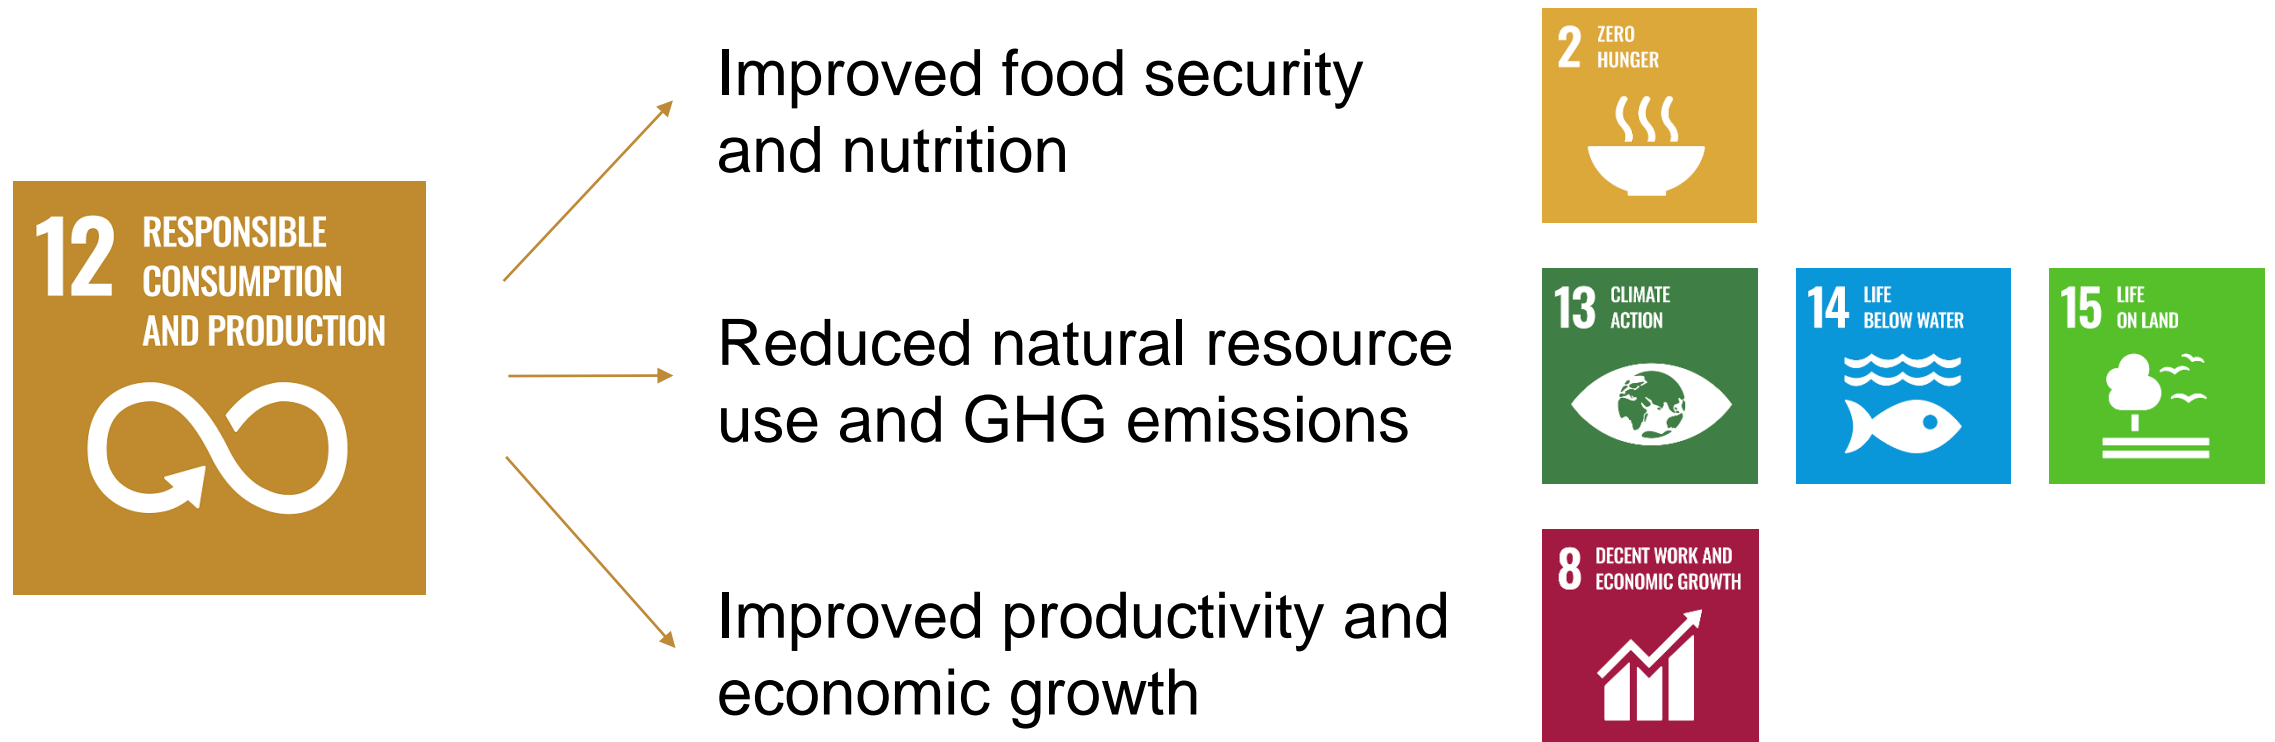 12 RESPONSIBLE
CONSUMPTION
AND PRODUCTION
Improved food security
and nutrition
2 ZERO
HUNGER
Reduced natural resource
use and GHG emissions
13 CLIMATE
ACTION
14 LIFE
BELOW WATER
15 LIFE
ON LAND
Improved productivity and
economic growth
8 DECENT WORK AND
ECONOMIC GROWTH